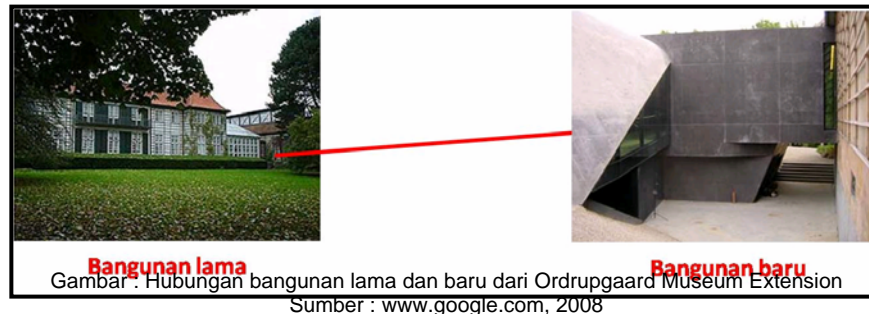 Bangunan lama
Bangunan baru
Gambar : Hubungan bangunan lama dan baru dari Ordrupgaard Museum Extension
Sumber : www.google.com, 2008